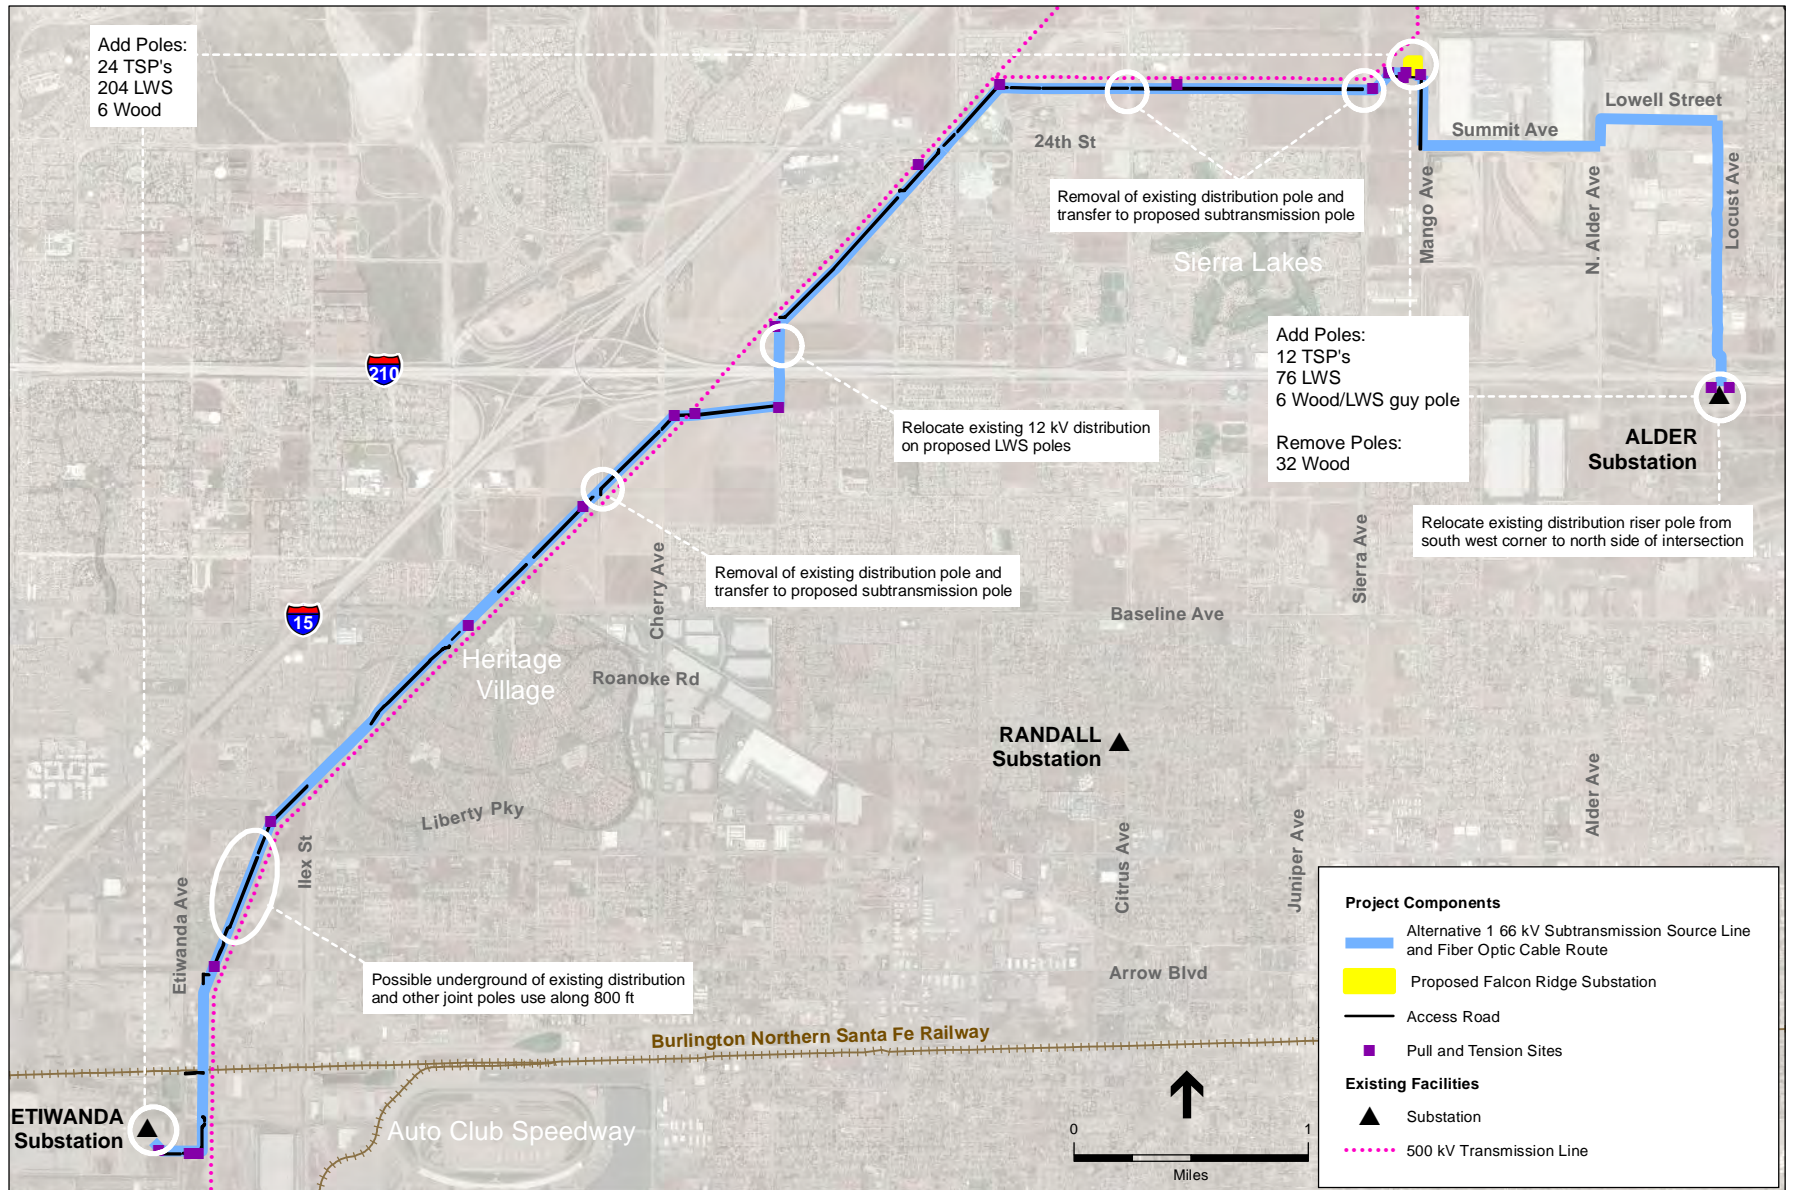 Add Poles:
24 TSP's
204 LWS
6 Wood
Lowell Street
Summit Ave
24th St
Removal of existing distribution pole and
transfer to proposed subtransmission pole
Mango Ave
N. Alder Ave
Locust Ave
Sierra Lakes
210
Add Poles:
12 TSP's
76 LWS
6 Wood/LWS guy pole
Remove Poles:
32 Wood
Relocate existing 12 kV distribution
on proposed LWS poles
ALDER
Substation
Relocate existing distribution riser pole from
south west corner to north side of intersection
Sierra Ave
Cherry Ave
Removal of existing distribution pole and
transfer to proposed subtransmission pole
15
Baseline Ave
Heritage
Village
Roanoke Rd
RANDALL
Substation
Liberty Pky
Ilex St
Citrus Ave
Juniper Ave
Alder Ave
Etiwanda Ave
Possible underground of existing distribution
and other joint poles use along 800 ft
Arrow Blvd
Burlington Northern Santa Fe Railway
ETIWANDA
Substation
Auto Club Speedway
0
1
Miles
Project Components
Alternative 1 66 kV Subtransmission Source Line
and Fiber Optic Cable Route
Proposed Falcon Ridge Substation
Access Road
Pull and Tension Sites
Existing Facilities
Substation
500 kV Transmission Line